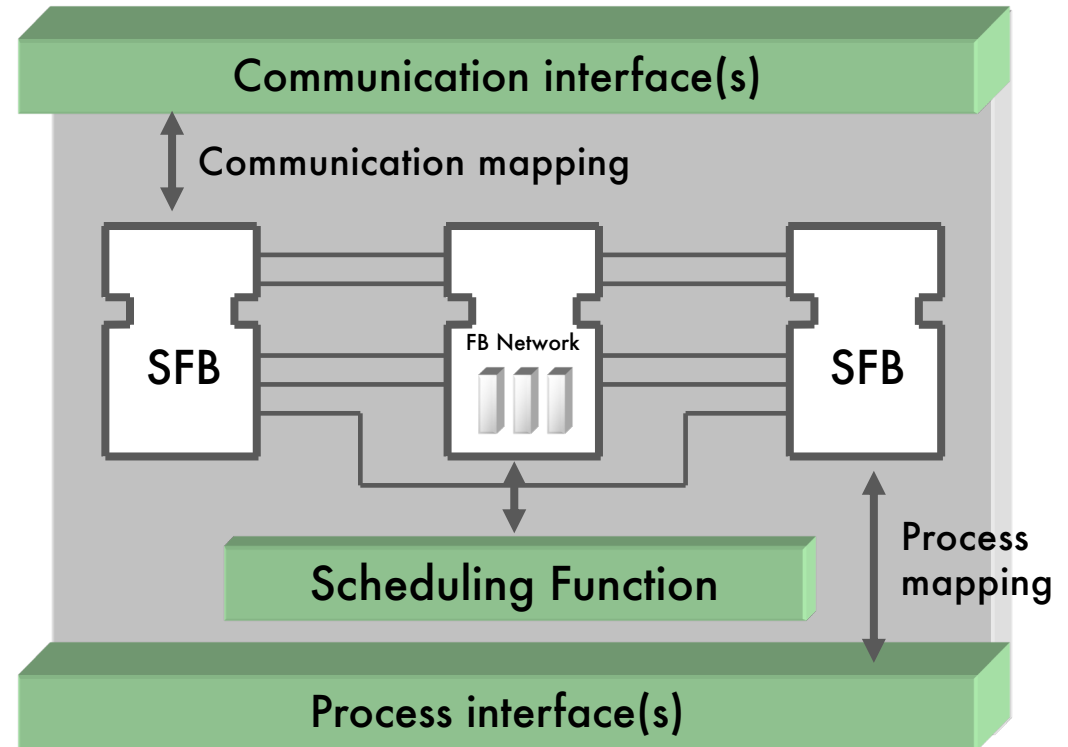 Communication interface(s)
Communication mapping
SFB
FB Network
SFB
Scheduling Function
Process
mapping
Process interface(s)